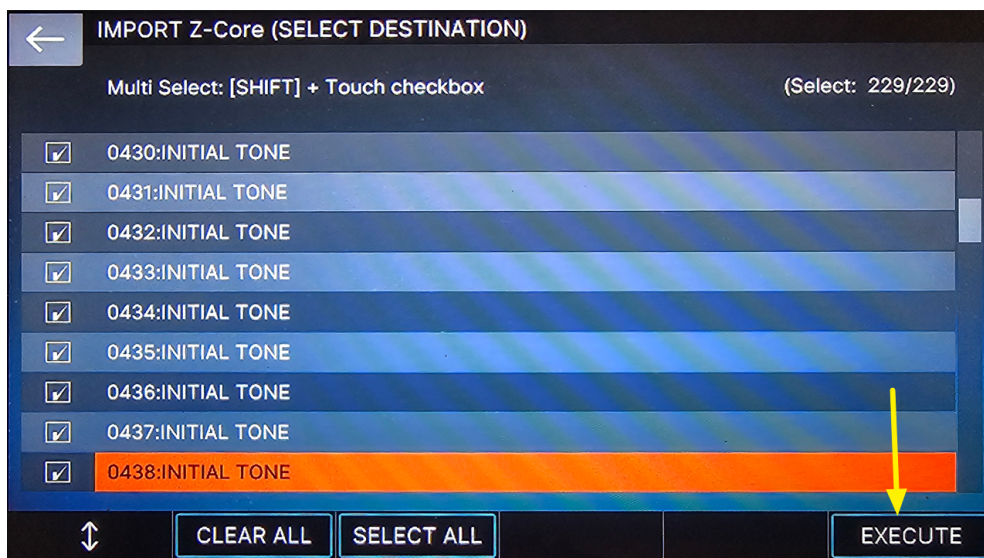 IMPORT Z-Core (SELECT DESTINATION)
Multi Select: [SHIFT] + Touch checkbox
(Select: 229/229)
0430:INITIAL TONE
0431:INITIAL TONE
0432:INITIAL TONE
0433:INITIAL TONE
0434:INITIAL TONE
0435:INITIAL TONE
0436:INITIAL TONE
0437:INITIAL TONE
0438:INITIAL TONE
CLEAR ALL
SELECT ALL
EXECUTE